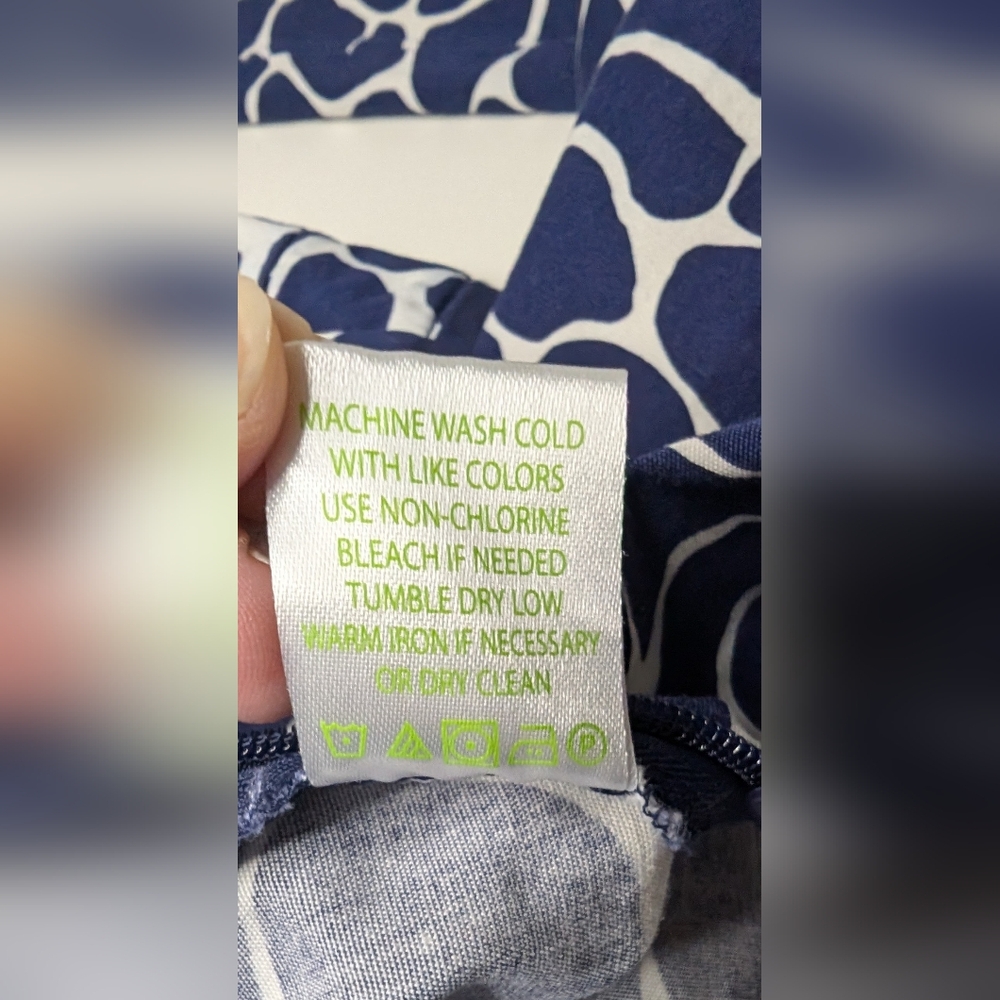 MACHINE WASH COLD
WITH LIKE COLORS
USE NON-CHLORINE
BLEACH IF NEEDED
TUMBLE DRY LOW
WARM IRON IF NECESSARY
OR DRY CLEAN
P